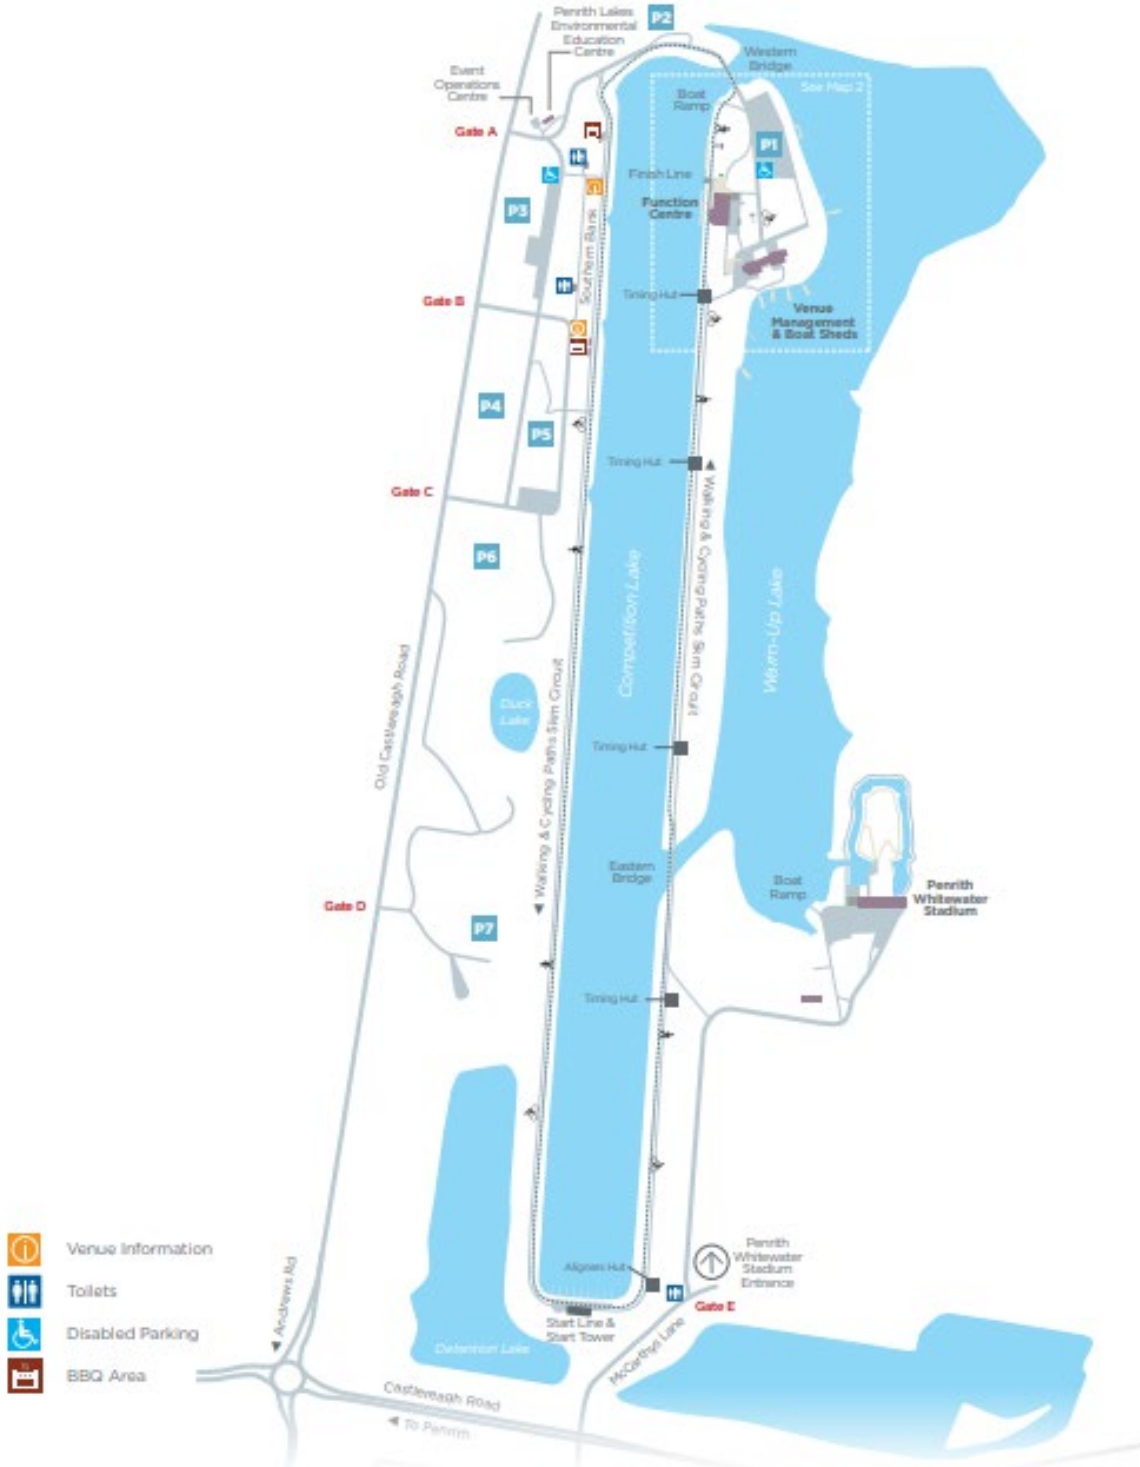 Penrith Lakes
Environmental
Education
Centre
P2
Western
Bridge
See Map 2
Event
Operations
Centre
Boat
Ramp
Gate A
P1
Finish Line
Function
Centre
P3
Southern Bank
Gate B
Timing Hut
Venue
Management
& Boat Sheds
P4
P5
Timing Hut
Gate C
P6
Walking & Cycling Paths 5km Circuit
Competition Lake
Warm-Up Lake
Old Castlereagh Road
Duck
Lake
Walking & Cycling Paths 5km Circuit
Timing Hut
Eastern
Bridge
Boat
Ramp
Penrith
Whitewater
Stadium
Gate D
P7
Timing Hut
Venue Information
Toilets
Disabled Parking
BBQ Area
Andrews Rd
Aligners Hut
Penrith
Whitewater
Stadium
Entrance
Gate E
Start Line &
Start Tower
McCarthys Lane
Detention Lake
Castlereagh Road
To Penrith